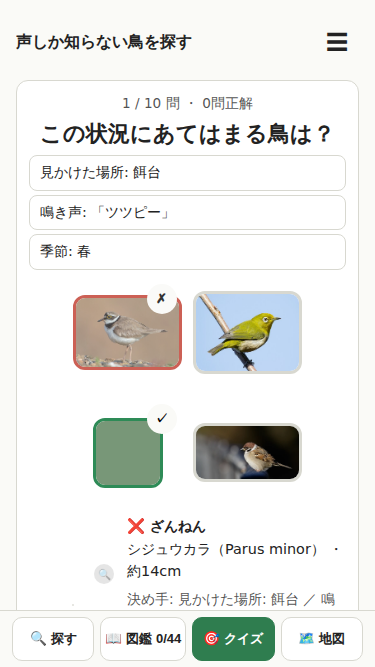 声しか知らない鳥を探す
☰
1 / 10 問 ・ 0問正解
この状況にあてはまる鳥は？
見かけた場所: 餌台
鳴き声: 「ツツピー」
季節: 春
✗
✓
❌ ざんねん
シジュウカラ（Parus minor） ・
約14cm
決め手: 見かけた場所: 餌台 ／ 鳴
🔍 探す
📖 図鑑 0/44
🎯 クイズ
🗺️ 地図